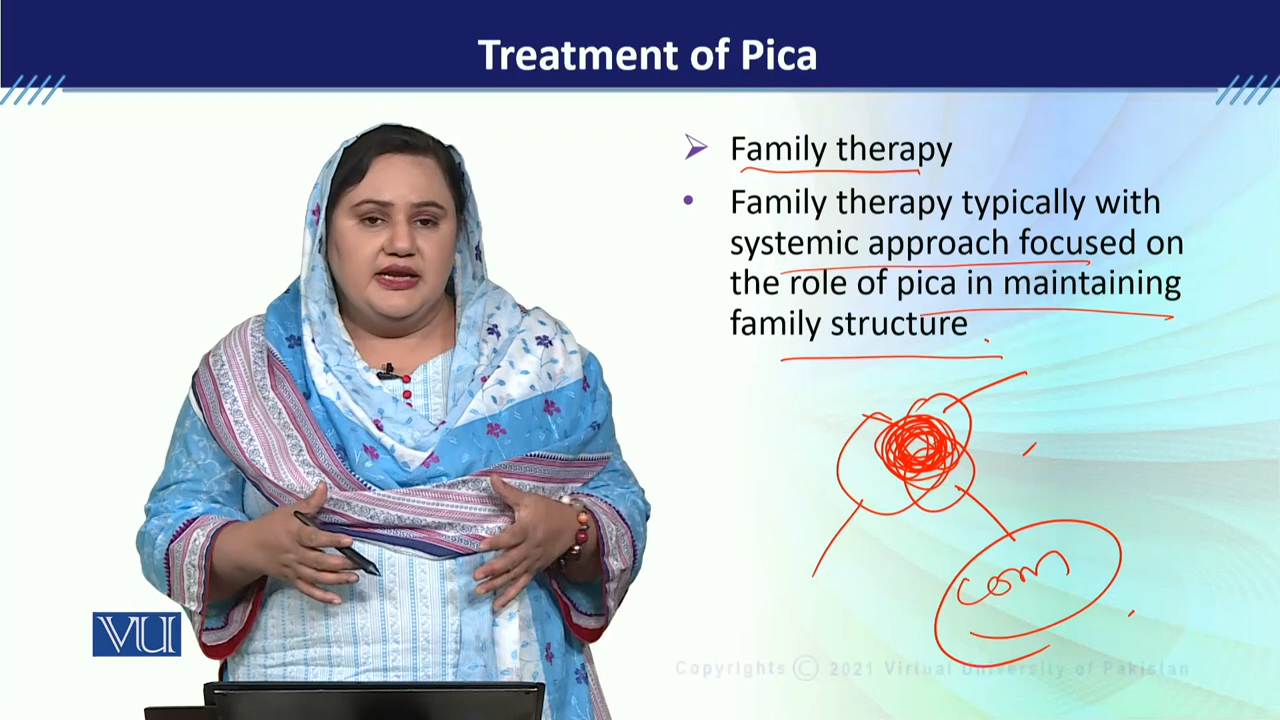 Treatment of Pica
Family therapy
Family therapy typically with
systemic approach focused on
the role of pica in maintaining
family structure
com
VU
Copyrights © 2021 Virtual University of Pakistan